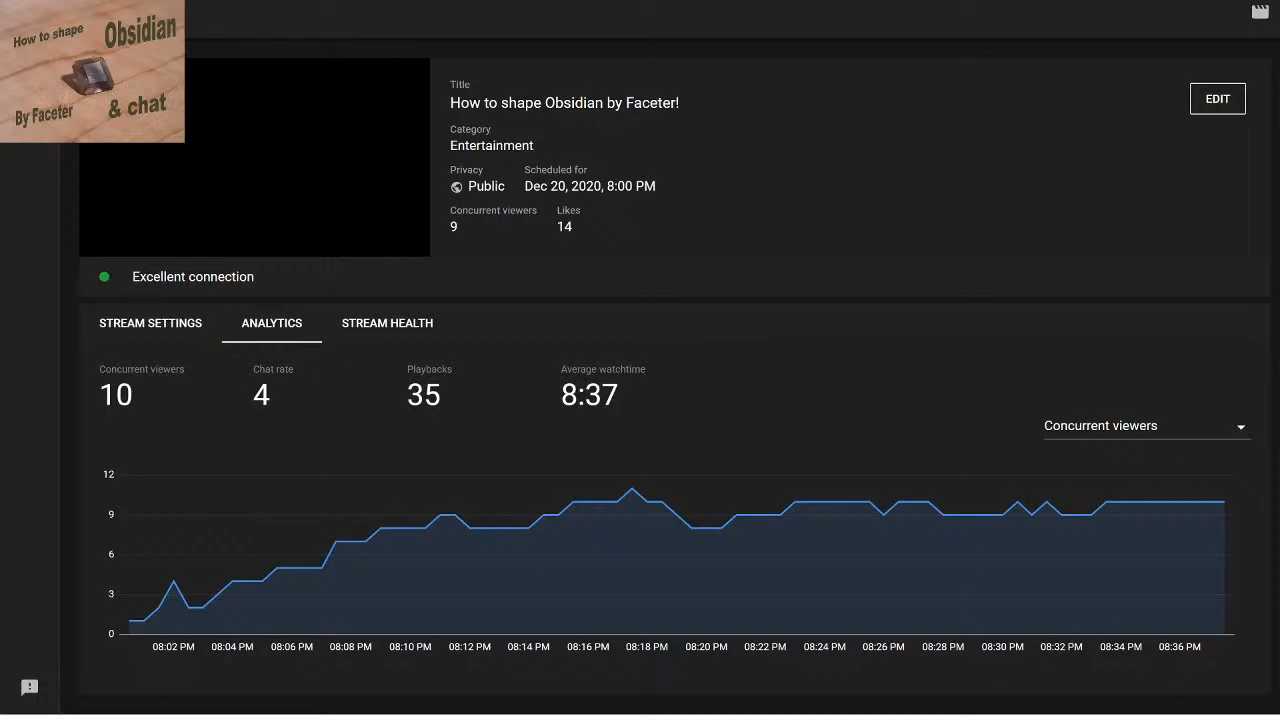 How to shape Obsidian
By Faceter & chat
Title
How to shape Obsidian by Faceter!
EDIT
Category
Entertainment
Privacy Scheduled for
Public Dec 20, 2020, 8:00 PM
Concurrent viewers Likes
9 14
Excellent connection
STREAM SETTINGS ANALYTICS STREAM HEALTH
Concurrent viewers Chat rate Playbacks Average watchtime
10 4 35 8:37
Concurrent viewers
12
9
6
3
0
08:02 PM 08:04 PM 08:06 PM 08:08 PM 08:10 PM 08:12 PM 08:14 PM 08:16 PM 08:18 PM 08:20 PM 08:22 PM 08:24 PM 08:26 PM 08:28 PM 08:30 PM 08:32 PM 08:34 PM 08:36 PM